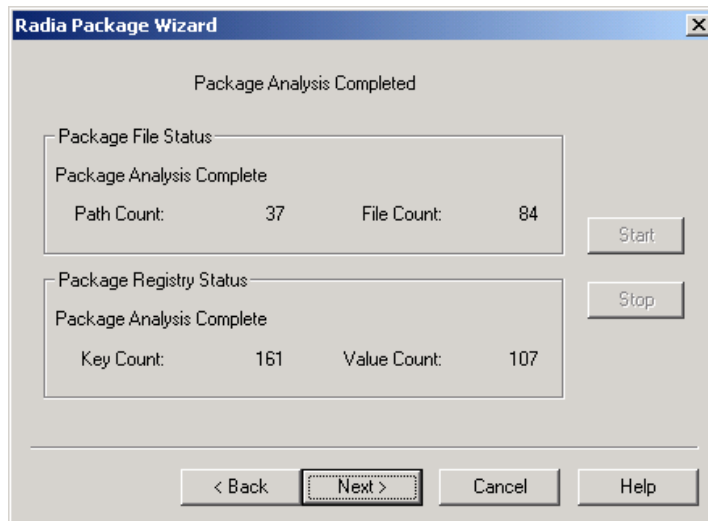 Radia Package Wizard
Package Analysis Completed
Package File Status
Package Analysis Complete
Path Count: 37 File Count: 84
Start
Package Registry Status
Stop
Package Analysis Complete
Key Count: 161 Value Count: 107
< Back Next > Cancel Help